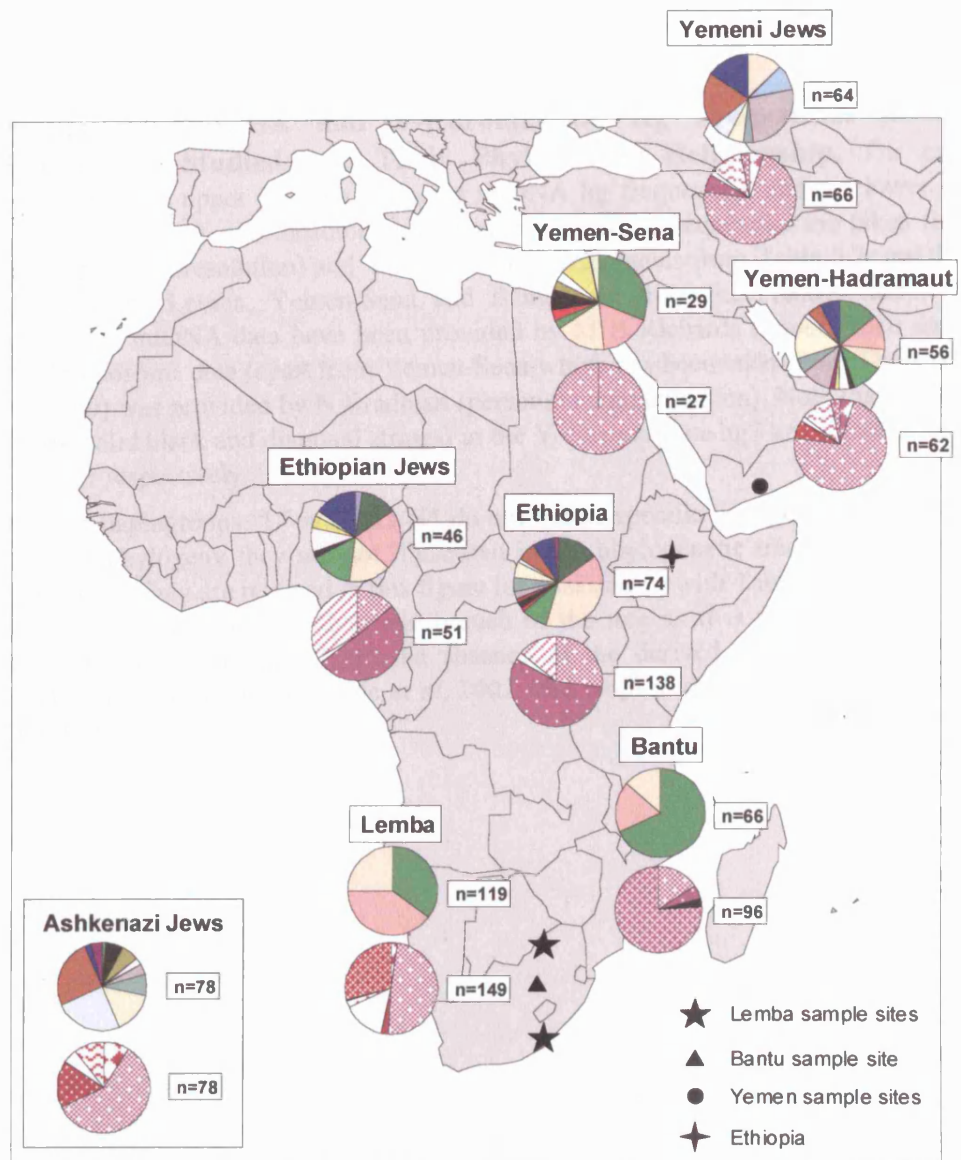 Yemeni Jews
n=64
n=66
Yemen-Sena
n=29
n=27
Yemen-Hadramaut
n=56
n=62
Ethiopian Jews
n=46
n=51
Ethiopia
n=74
n=138
Bantu
n=66
n=96
Lemba
n=119
n=149
Ashkenazi Jews
n=78
n=78
Lemba sample sites
Bantu sample site
Yemen sample sites
Ethiopia